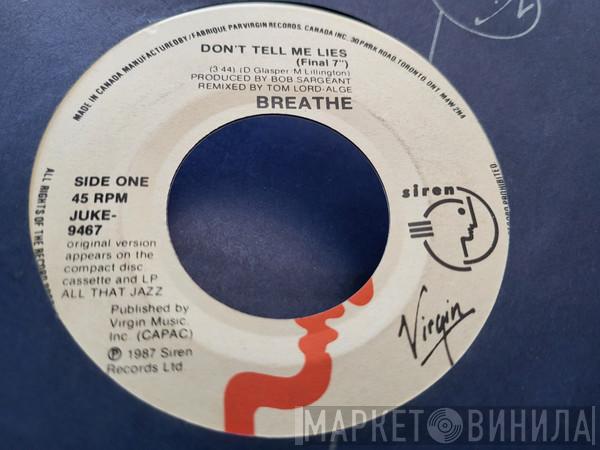 MADE IN CANADA MANUFACTURED BY/FABRIQUE PAR VIRGIN RECORDS. CANADA INC., 30 PARK ROAD, TORONTO ONT. M4W 2N4
DON'T TELL ME LIES
(Final 7")
(3:44) (D Glasper·M Lillington)
PRODUCED BY BOB SARGEANT
REMIXED BY TOM LORD-ALGE
BREATHE
SIDE ONE
45 RPM
JUKE-
9467
original version
appears on the
compact disc
cassette and LP
ALL THAT JAZZ
Published by
Virgin Music,
Inc. (CAPAC)
℗ 1987 Siren
Records Ltd.
siren
Virgin
ALL RIGHTS OF THE RECORD
PROHIBITED
МАРКЕТ ВИНИЛА